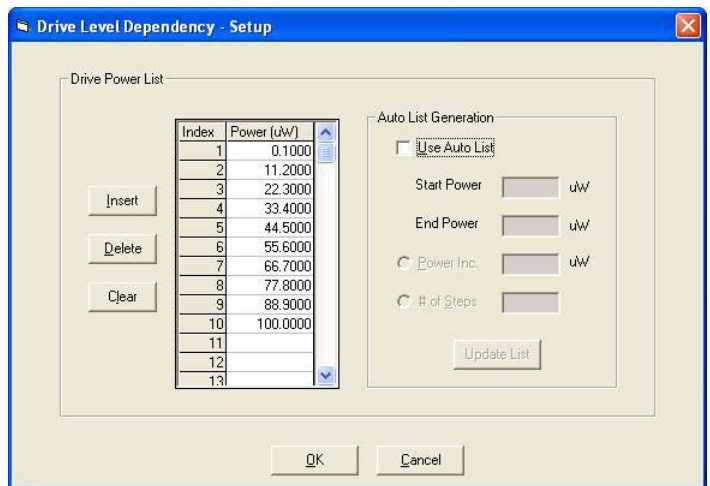 Drive Level Dependency - Setup
Drive Power List
Index Power (uW)
1 0.1000
2 11.2000
3 22.3000
4 33.4000
5 44.5000
6 55.6000
7 66.7000
8 77.8000
9 88.9000
10 100.0000
11
12
13
Insert
Delete
Clear
Auto List Generation
Use Auto List
Start Power uW
End Power uW
Power Inc. uW
# of Steps
Update List
OK Cancel